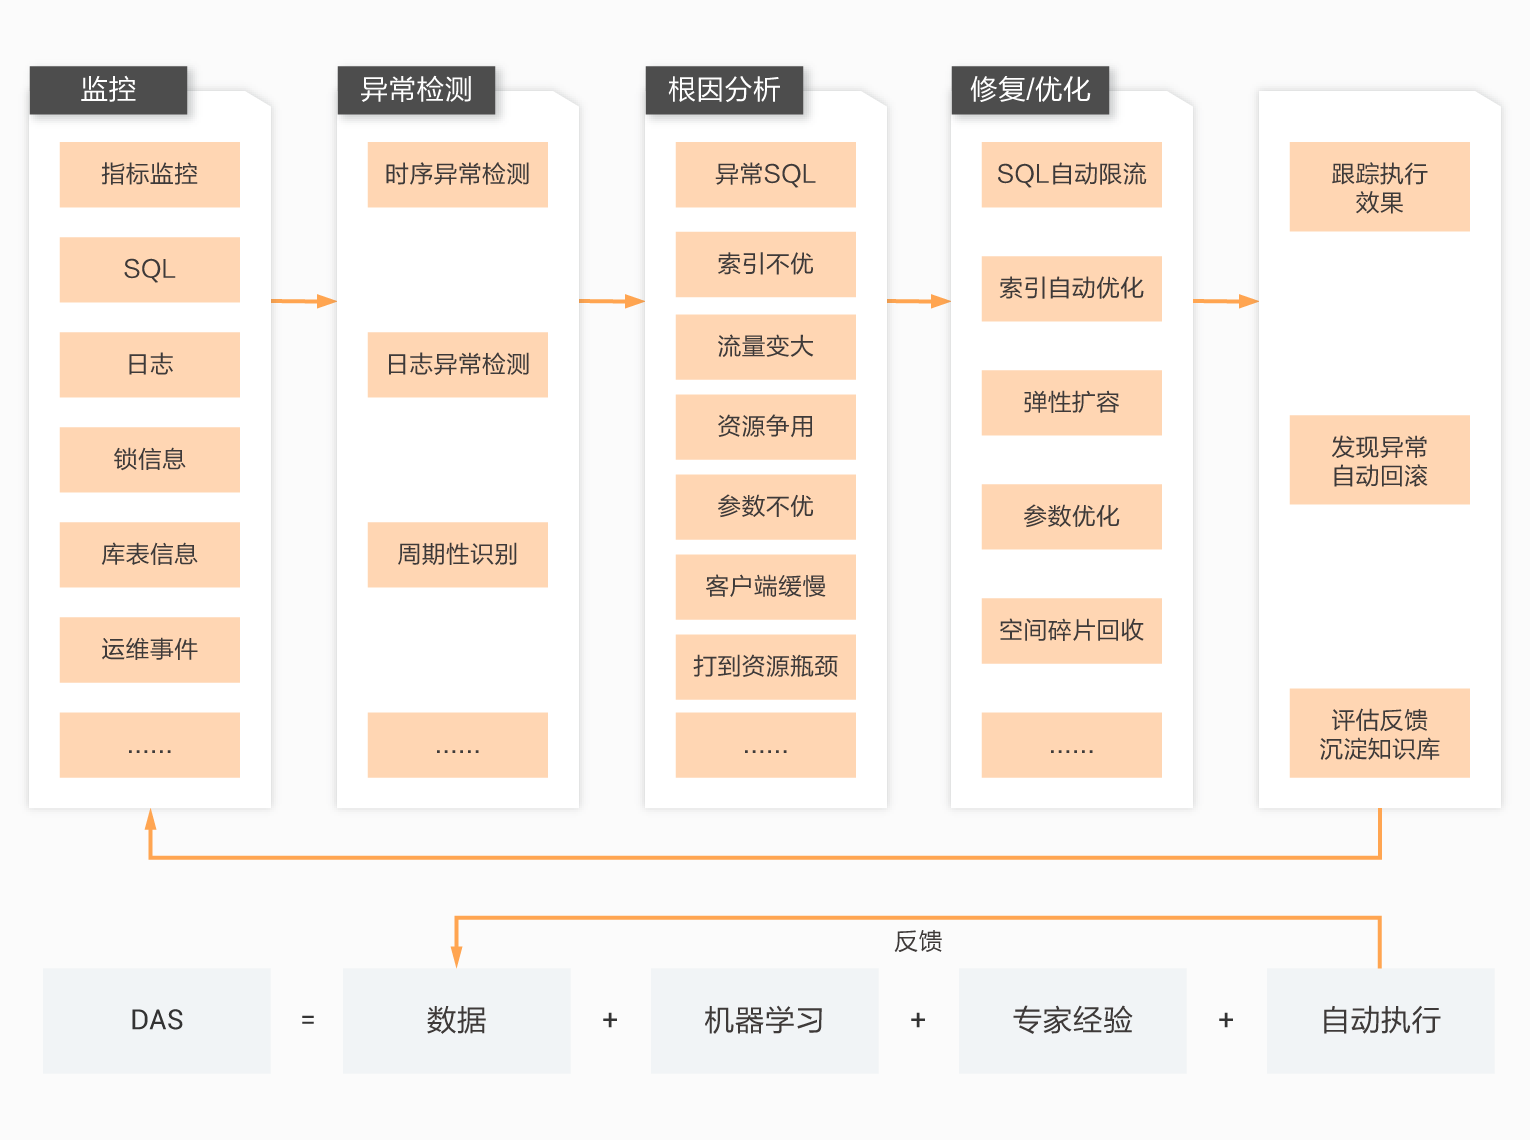 监控
指标监控
SQL
日志
锁信息
库表信息
运维事件
......
异常检测
时序异常检测
日志异常检测
周期性识别
......
根因分析
异常SQL
索引不优
流量变大
资源争用
参数不优
客户端缓慢
打到资源瓶颈
......
修复/优化
SQL自动限流
索引自动优化
弹性扩容
参数优化
空间碎片回收
......
跟踪执行
效果
发现异常
自动回滚
评估反馈
沉淀知识库
反馈
DAS = 数据 + 机器学习 + 专家经验 + 自动执行